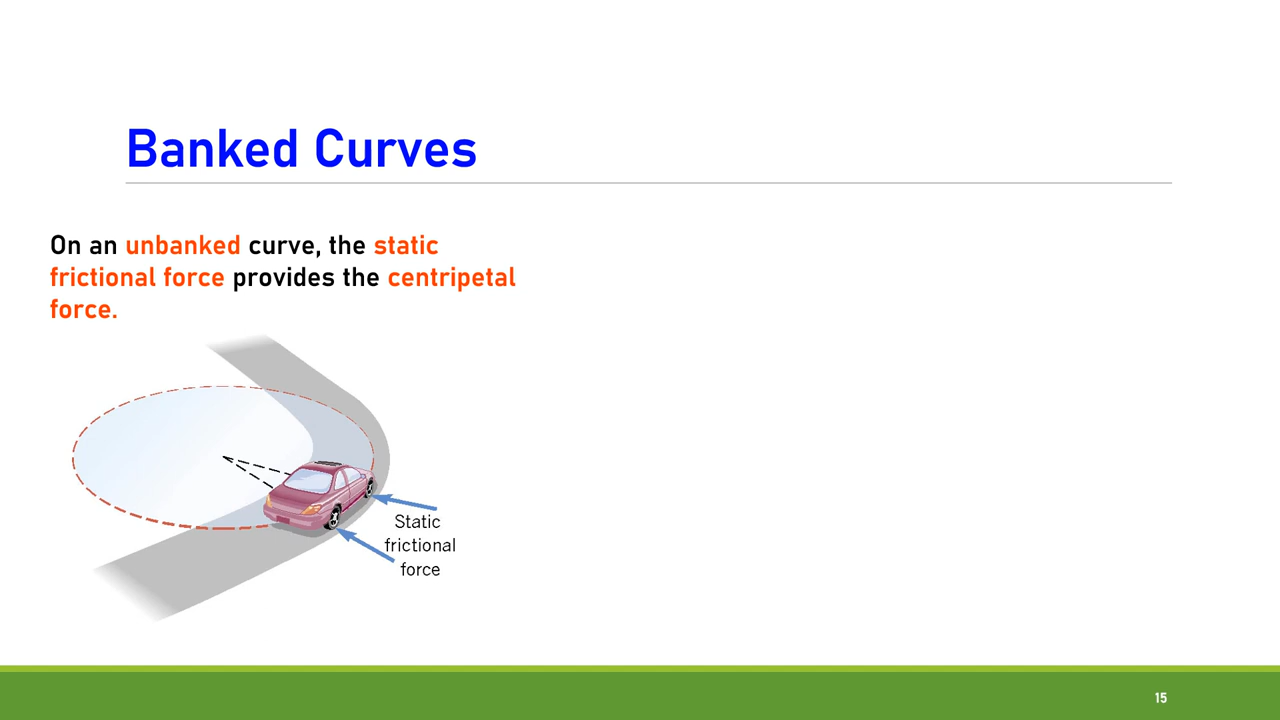 Banked Curves
On an unbanked curve, the static
frictional force provides the centripetal
force.
Static
frictional
force
15